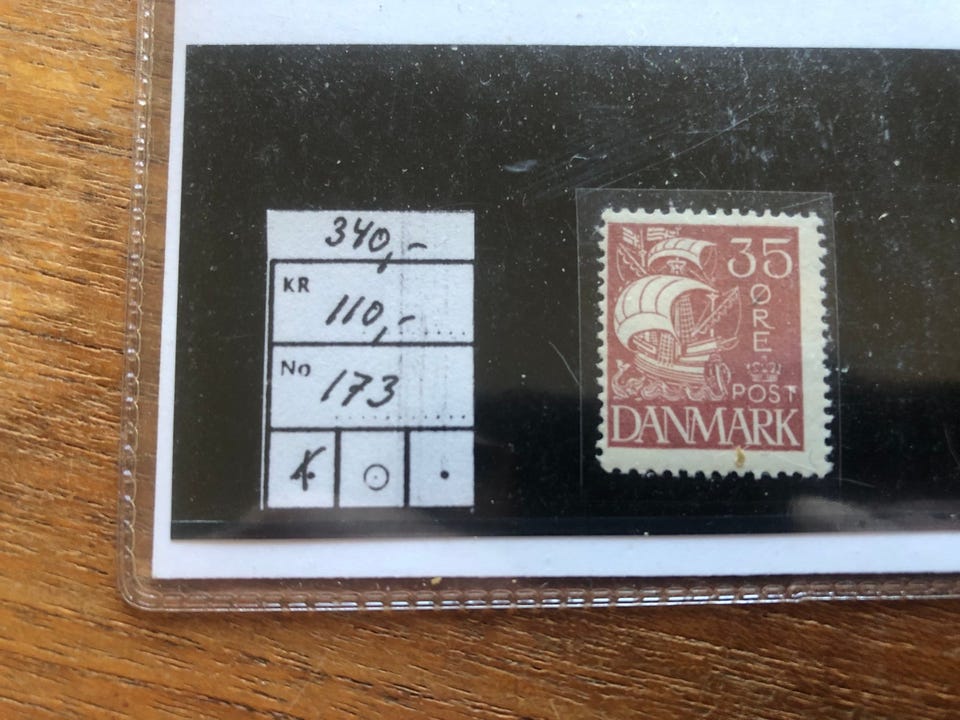 340,-
KR
110,-
No
173
35
ØRE
POST
DANMARK